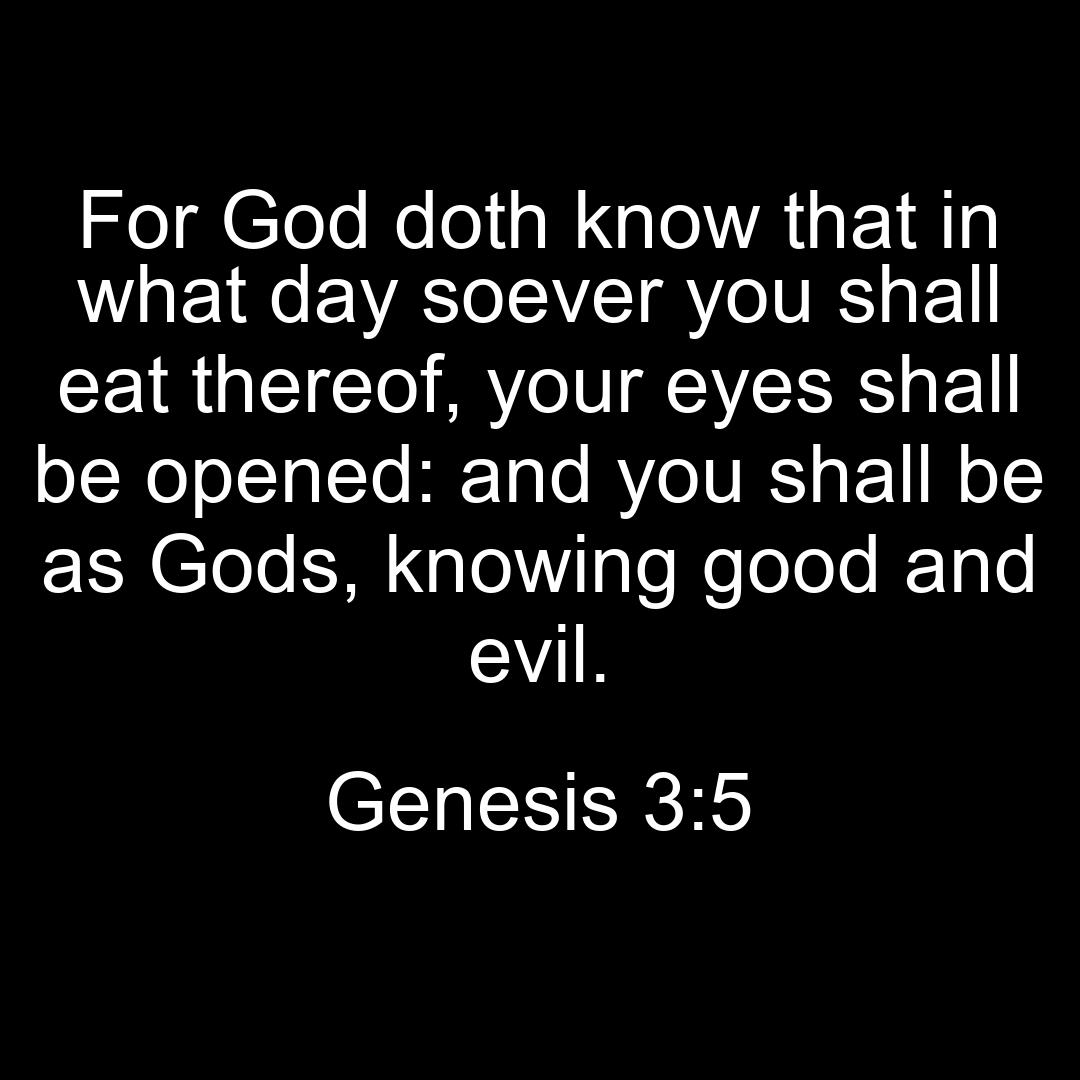 For God doth know that in
what day soever you shall
eat thereof, your eyes shall
be opened: and you shall be
as Gods, knowing good and
evil.
Genesis 3:5